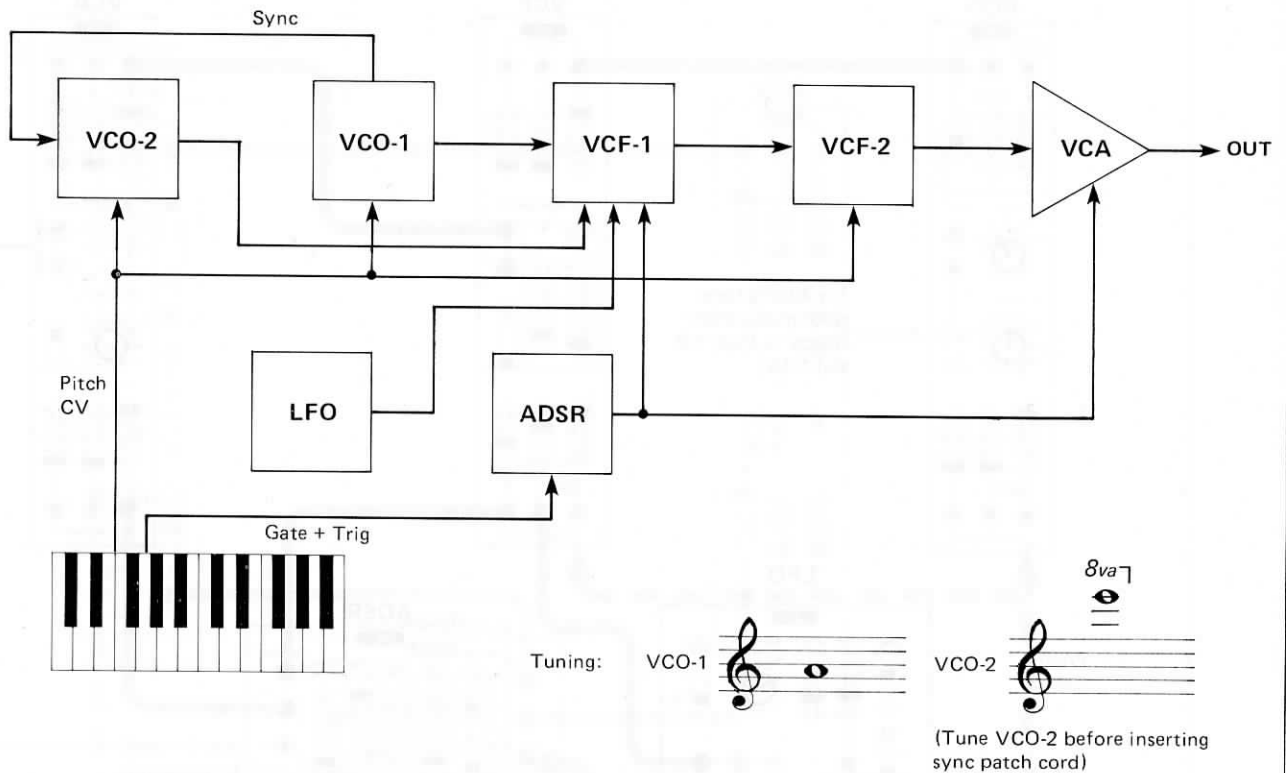 Sync
VCO-2
VCO-1
VCF-1
VCF-2
VCA
OUT
Pitch
CV
LFO
ADSR
Gate + Trig
8va
Tuning:
VCO-1
VCO-2
(Tune VCO-2 before inserting
sync patch cord)